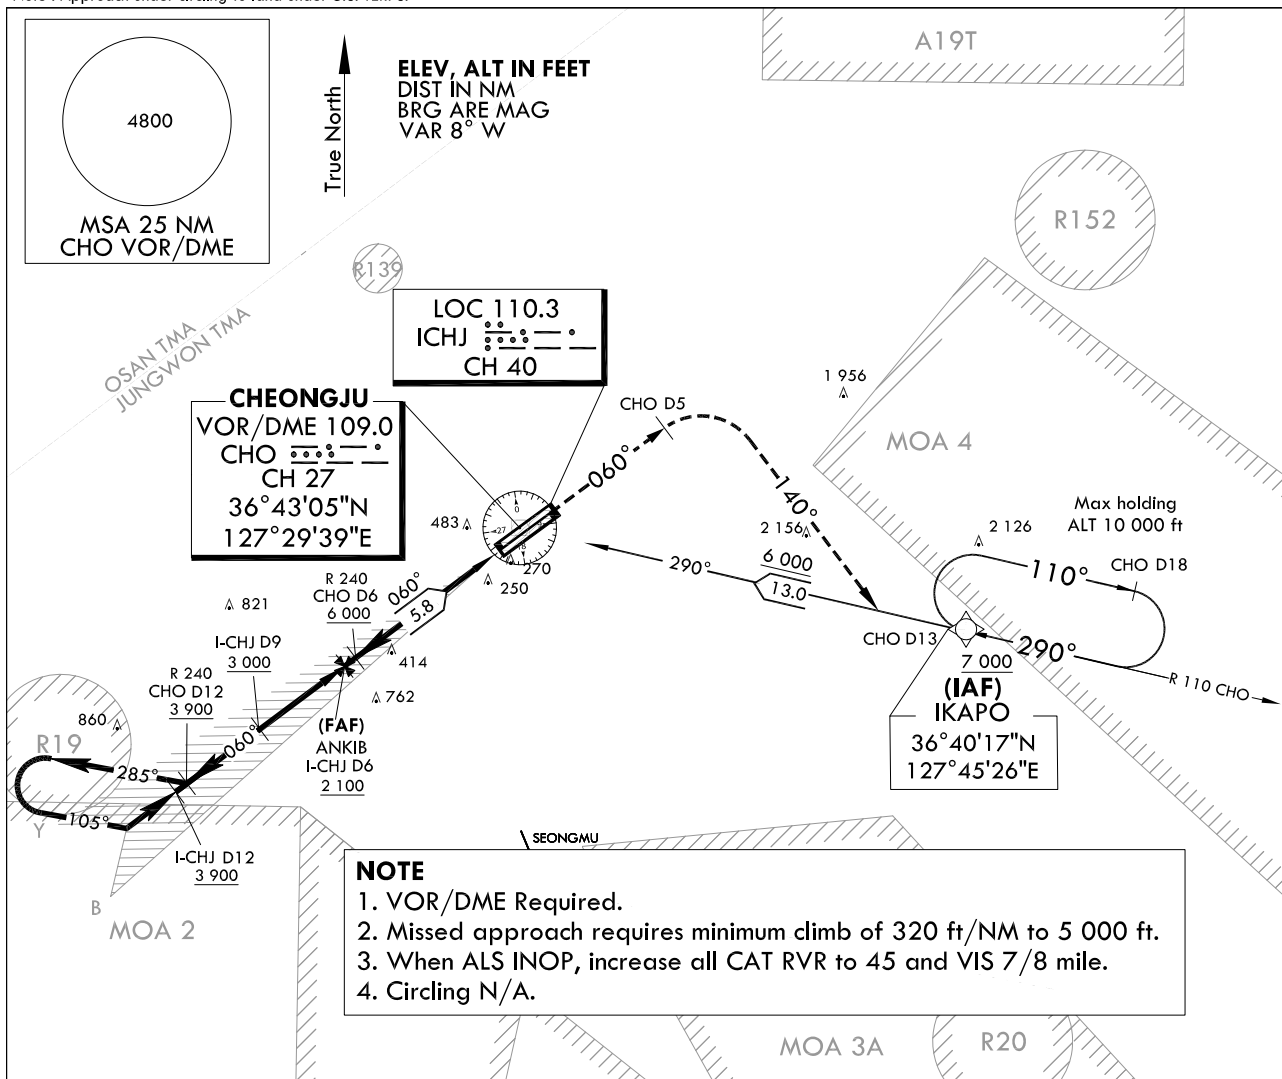 A19T
4800
MSA 25 NM
CHO VOR/DME
True North
ELEV, ALT IN FEET
DIST IN NM
BRG ARE MAG
VAR 8° W
R152
R139
OSAN TMA
JUNGWON TMA
LOC 110.3
ICHJ
CH 40
CHEONGJU
VOR/DME 109.0
CHO
CH 27
36°43'05"N
127°29'39"E
CHO D5
060°
140°
1 956
MOA 4
Max holding
ALT 10 000 ft
2 126
110°
CHO D18
483
0
27
18
270
250
2 156
290°
6 000
13.0
CHO D13
290°
7 000
R 110 CHO
(IAF)
IKAPO
36°40'17"N
127°45'26"E
R 240
CHO D6
6 000
060°
5.8
821
I-CHJ D9
3 000
414
762
R 240
CHO D12
3 900
(FAF)
ANKIB
I-CHJ D6
2 100
860
R19
060°
285°
105°
Y
I-CHJ D12
3 900
B
MOA 2
SEONGMU
NOTE
1. VOR/DME Required.
2. Missed approach requires minimum climb of 320 ft/NM to 5 000 ft.
3. When ALS INOP, increase all CAT RVR to 45 and VIS 7/8 mile.
4. Circling N/A.
MOA 3A
R20